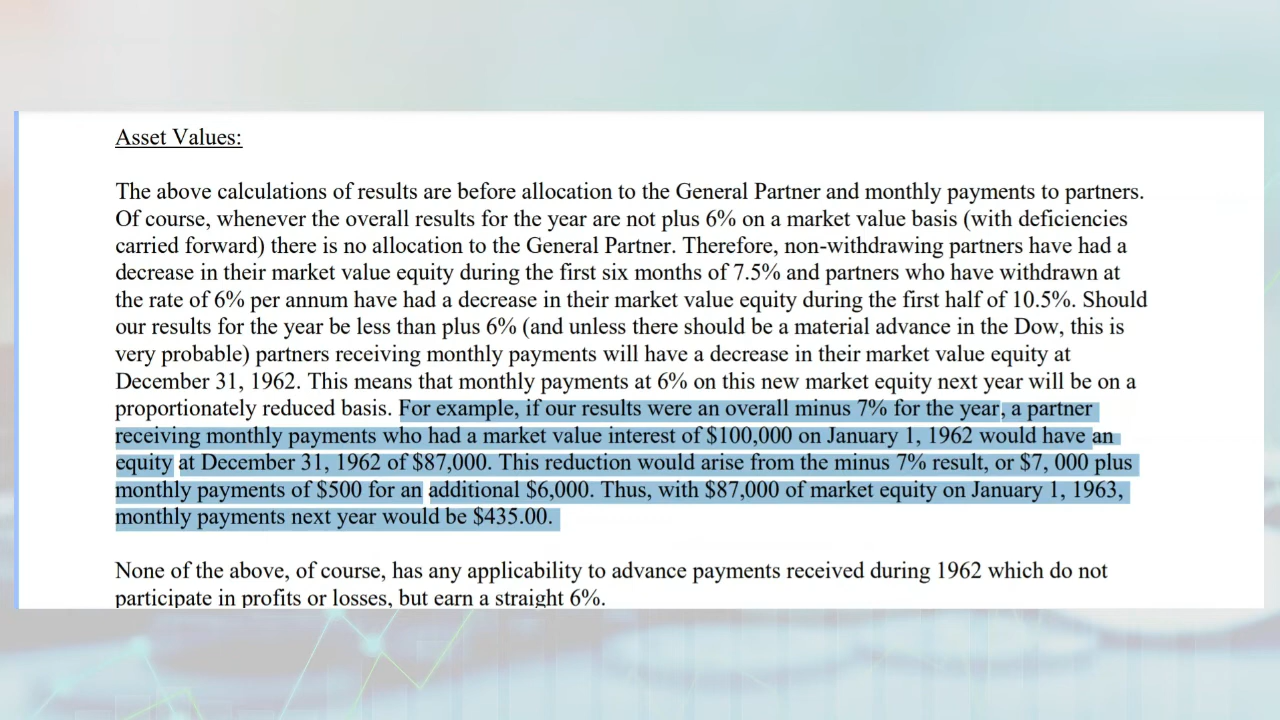 Asset Values:
The above calculations of results are before allocation to the General Partner and monthly payments to partners.
Of course, whenever the overall results for the year are not plus 6% on a market value basis (with deficiencies
carried forward) there is no allocation to the General Partner. Therefore, non-withdrawing partners have had a
decrease in their market value equity during the first six months of 7.5% and partners who have withdrawn at
the rate of 6% per annum have had a decrease in their market value equity during the first half of 10.5%. Should
our results for the year be less than plus 6% (and unless there should be a material advance in the Dow, this is
very probable) partners receiving monthly payments will have a decrease in their market value equity at
December 31, 1962. This means that monthly payments at 6% on this new market equity next year will be on a
proportionately reduced basis. For example, if our results were an overall minus 7% for the year, a partner
receiving monthly payments who had a market value interest of $100,000 on January 1, 1962 would have an
equity at December 31, 1962 of $87,000. This reduction would arise from the minus 7% result, or $7, 000 plus
monthly payments of $500 for an additional $6,000. Thus, with $87,000 of market equity on January 1, 1963,
monthly payments next year would be $435.00.
None of the above, of course, has any applicability to advance payments received during 1962 which do not
participate in profits or losses, but earn a straight 6%.